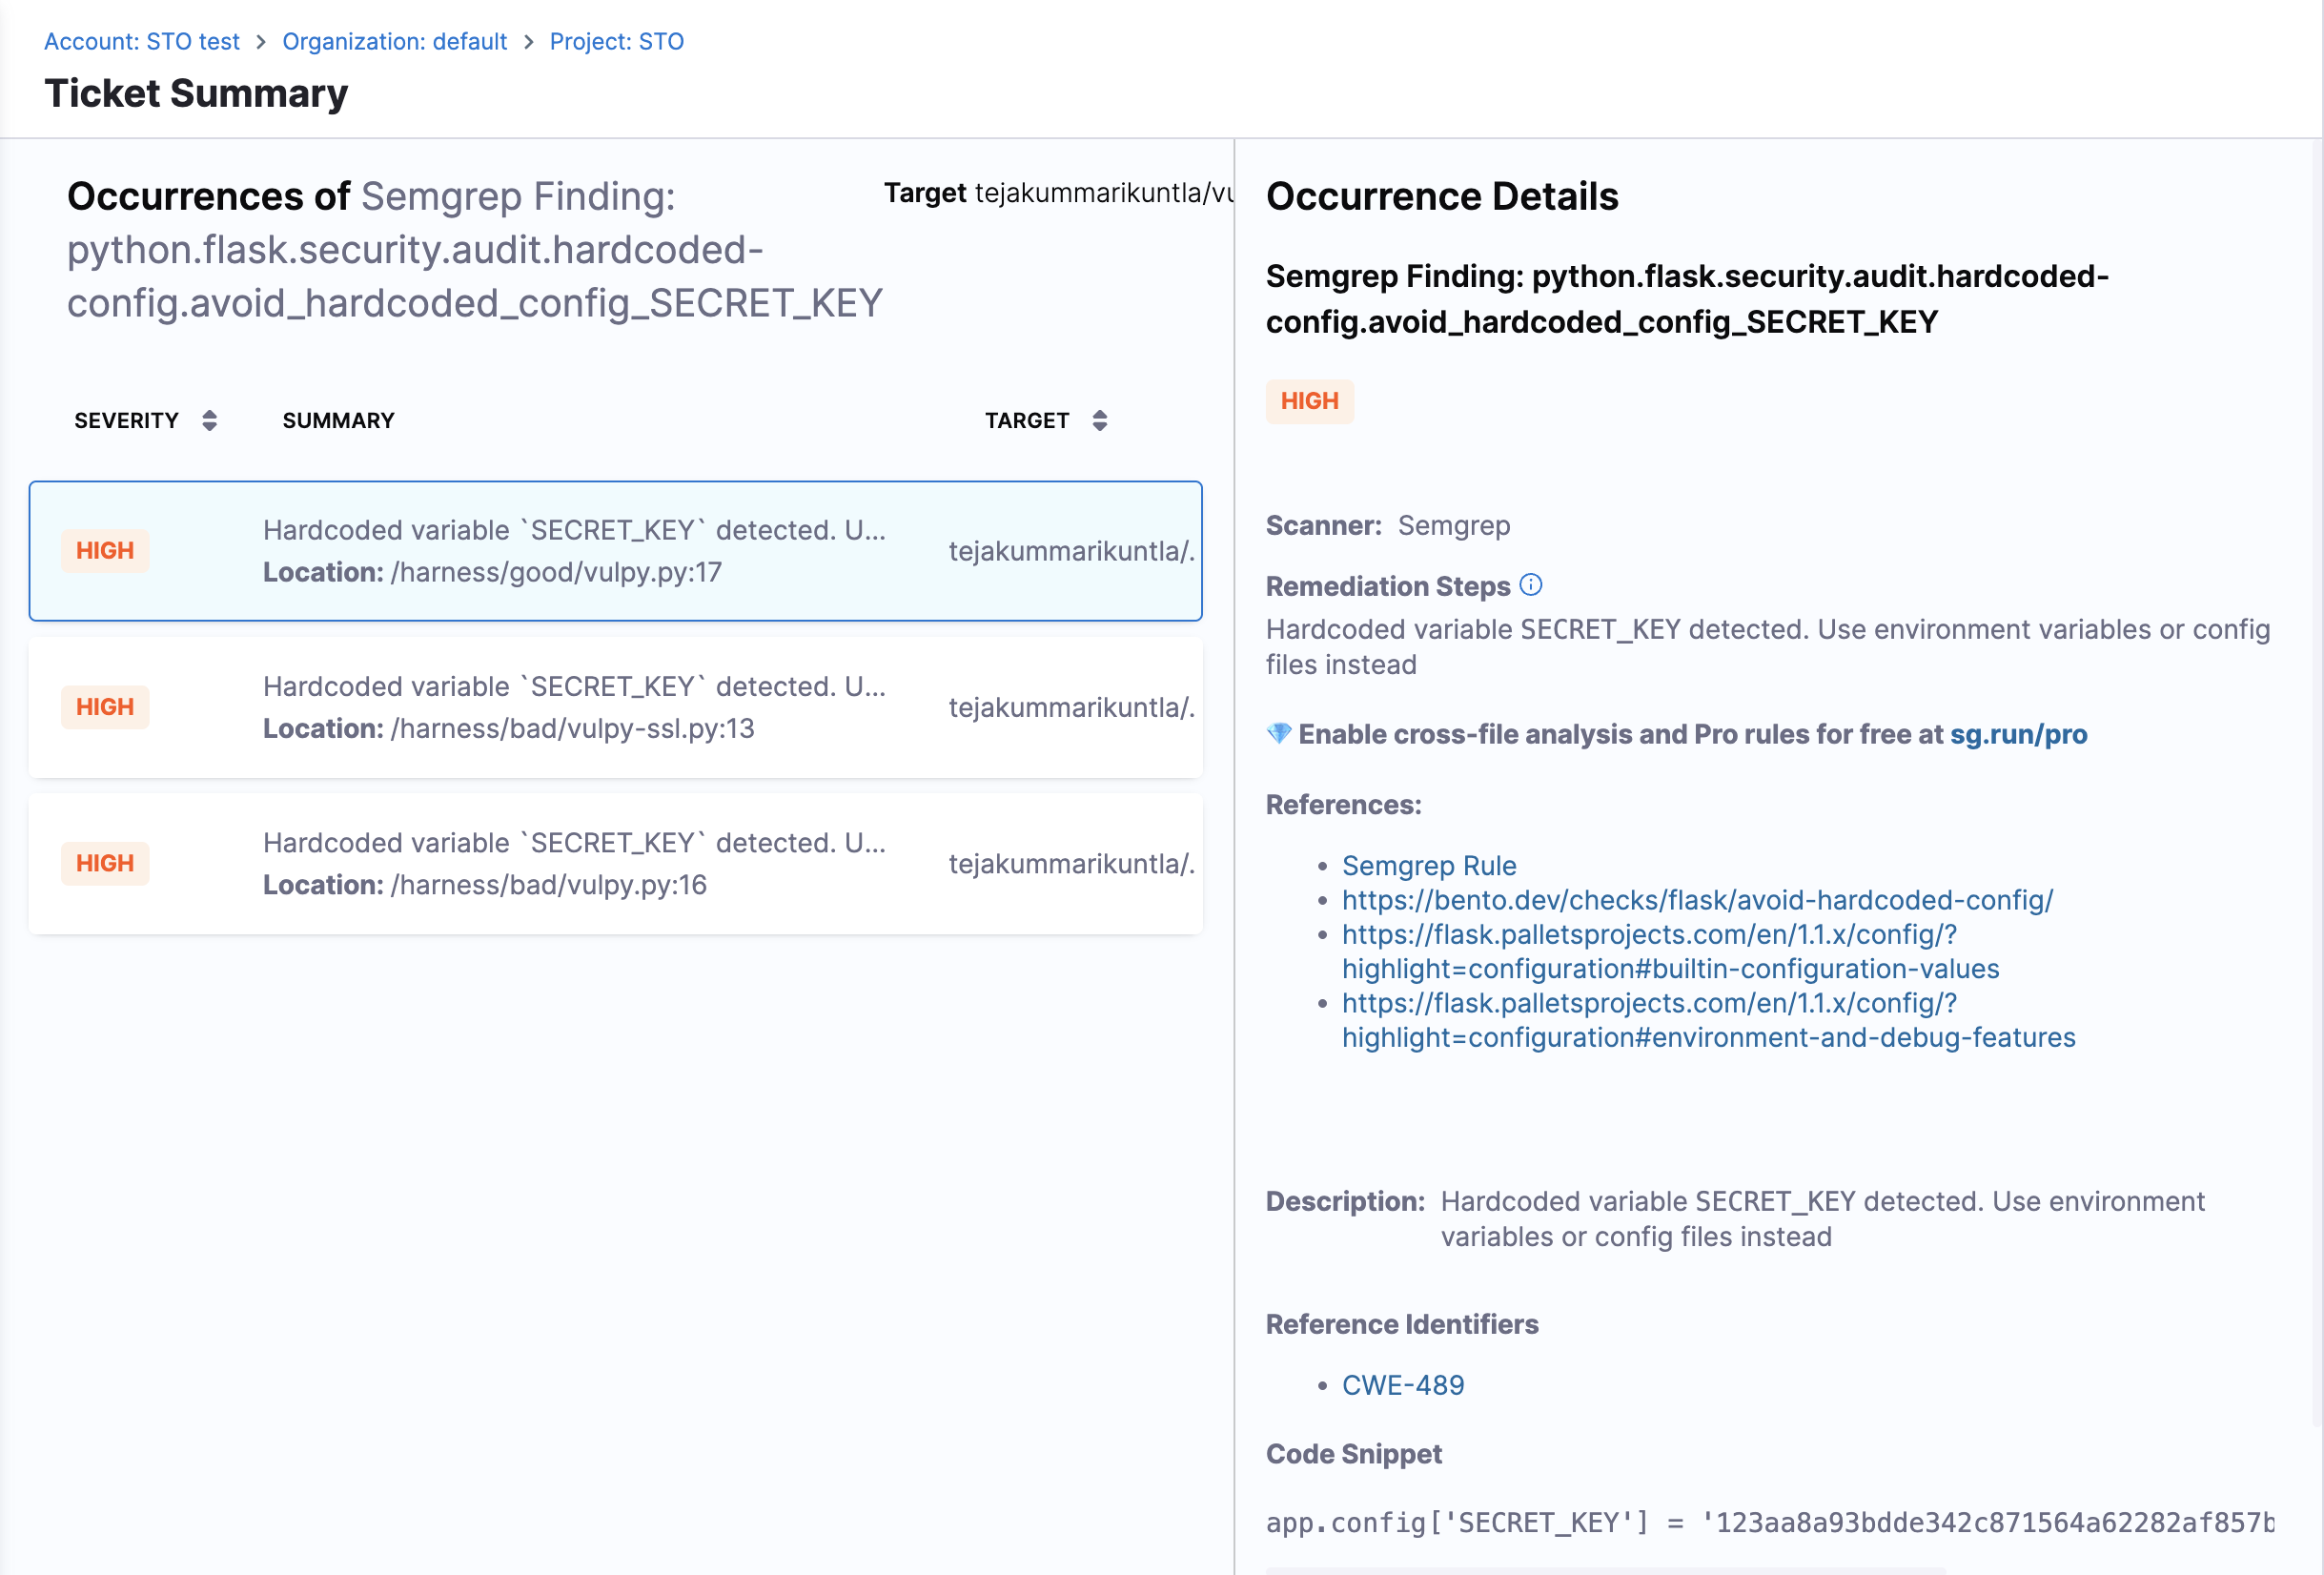 Account: STO test > Organization: default > Project: STO
Ticket Summary
Occurrences of Semgrep Finding:
python.flask.security.audit.hardcoded-
config.avoid_hardcoded_config_SECRET_KEY
Target tejakummarikuntla/vu
SEVERITY SUMMARY TARGET
HIGH
Hardcoded variable `SECRET_KEY` detected. U...
Location: /harness/good/vulpy.py:17
tejakummarikuntla/.
HIGH
Hardcoded variable `SECRET_KEY` detected. U...
Location: /harness/bad/vulpy-ssl.py:13
tejakummarikuntla/.
HIGH
Hardcoded variable `SECRET_KEY` detected. U...
Location: /harness/bad/vulpy.py:16
tejakummarikuntla/.
Occurrence Details
Semgrep Finding: python.flask.security.audit.hardcoded-
config.avoid_hardcoded_config_SECRET_KEY
HIGH
Scanner: Semgrep
Remediation Steps
Hardcoded variable SECRET_KEY detected. Use environment variables or config
files instead
💎 Enable cross-file analysis and Pro rules for free at sg.run/pro
References:
• Semgrep Rule
• https://bento.dev/checks/flask/avoid-hardcoded-config/
• https://flask.palletsprojects.com/en/1.1.x/config/?
highlight=configuration#builtin-configuration-values
• https://flask.palletsprojects.com/en/1.1.x/config/?
highlight=configuration#environment-and-debug-features
Description: Hardcoded variable SECRET_KEY detected. Use environment
variables or config files instead
Reference Identifiers
• CWE-489
Code Snippet
app.config['SECRET_KEY'] = '123aa8a93bdde342c871564a62282af857b